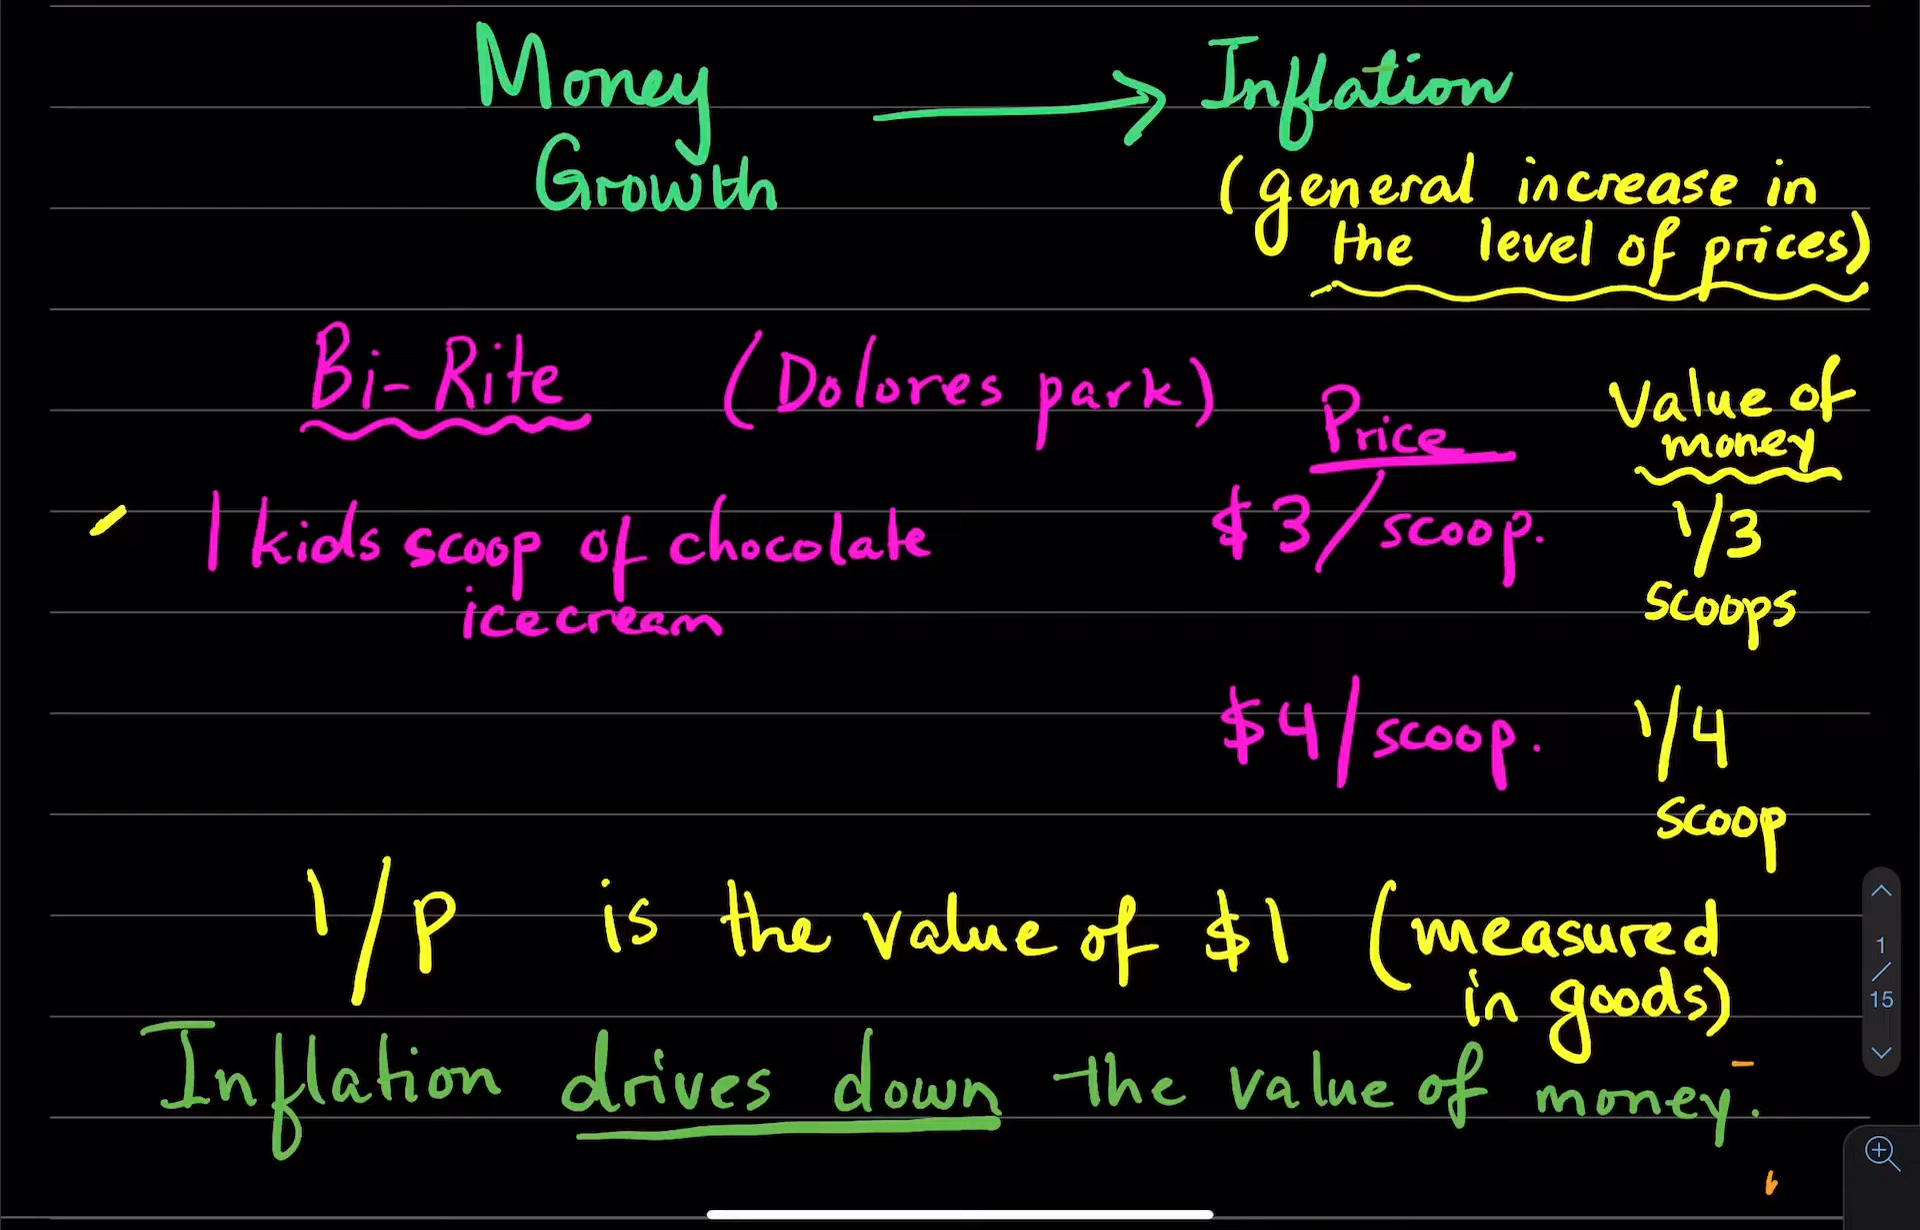 Money → Inflation
Growth
(general increase in
the level of prices)
Bi-Rite (Dolores park) Price Value of
money
1 kids scoop of chocolate $3/scoop. 1/3
icecream scoops
$4/scoop. 1/4
scoop
1/P is the value of $1 (measured
in goods)
Inflation drives down the value of money.
1
/
15